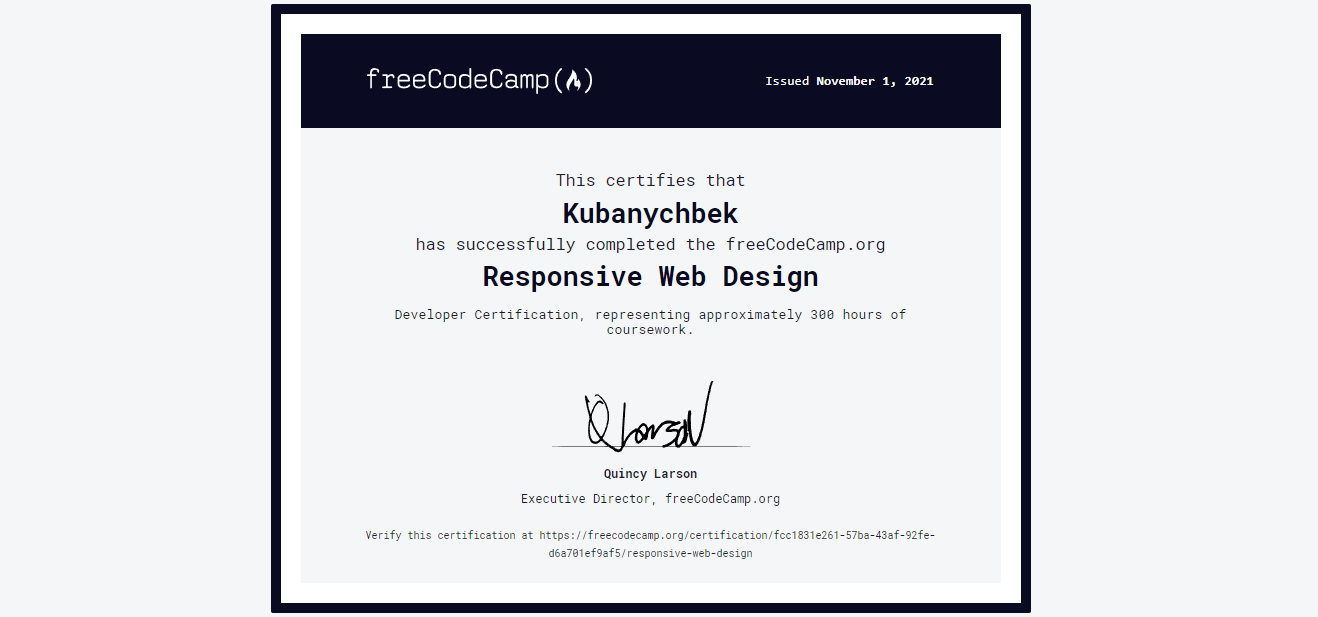 freeCodeCamp(🔥)
Issued November 1, 2021
This certifies that
Kubanychbek
has successfully completed the freeCodeCamp.org
Responsive Web Design
Developer Certification, representing approximately 300 hours of
coursework.
Q Larson
Quincy Larson
Executive Director, freeCodeCamp.org
Verify this certification at https://freecodecamp.org/certification/fcc1831e261-57ba-43af-92fe-
d6a701ef9af5/responsive-web-design